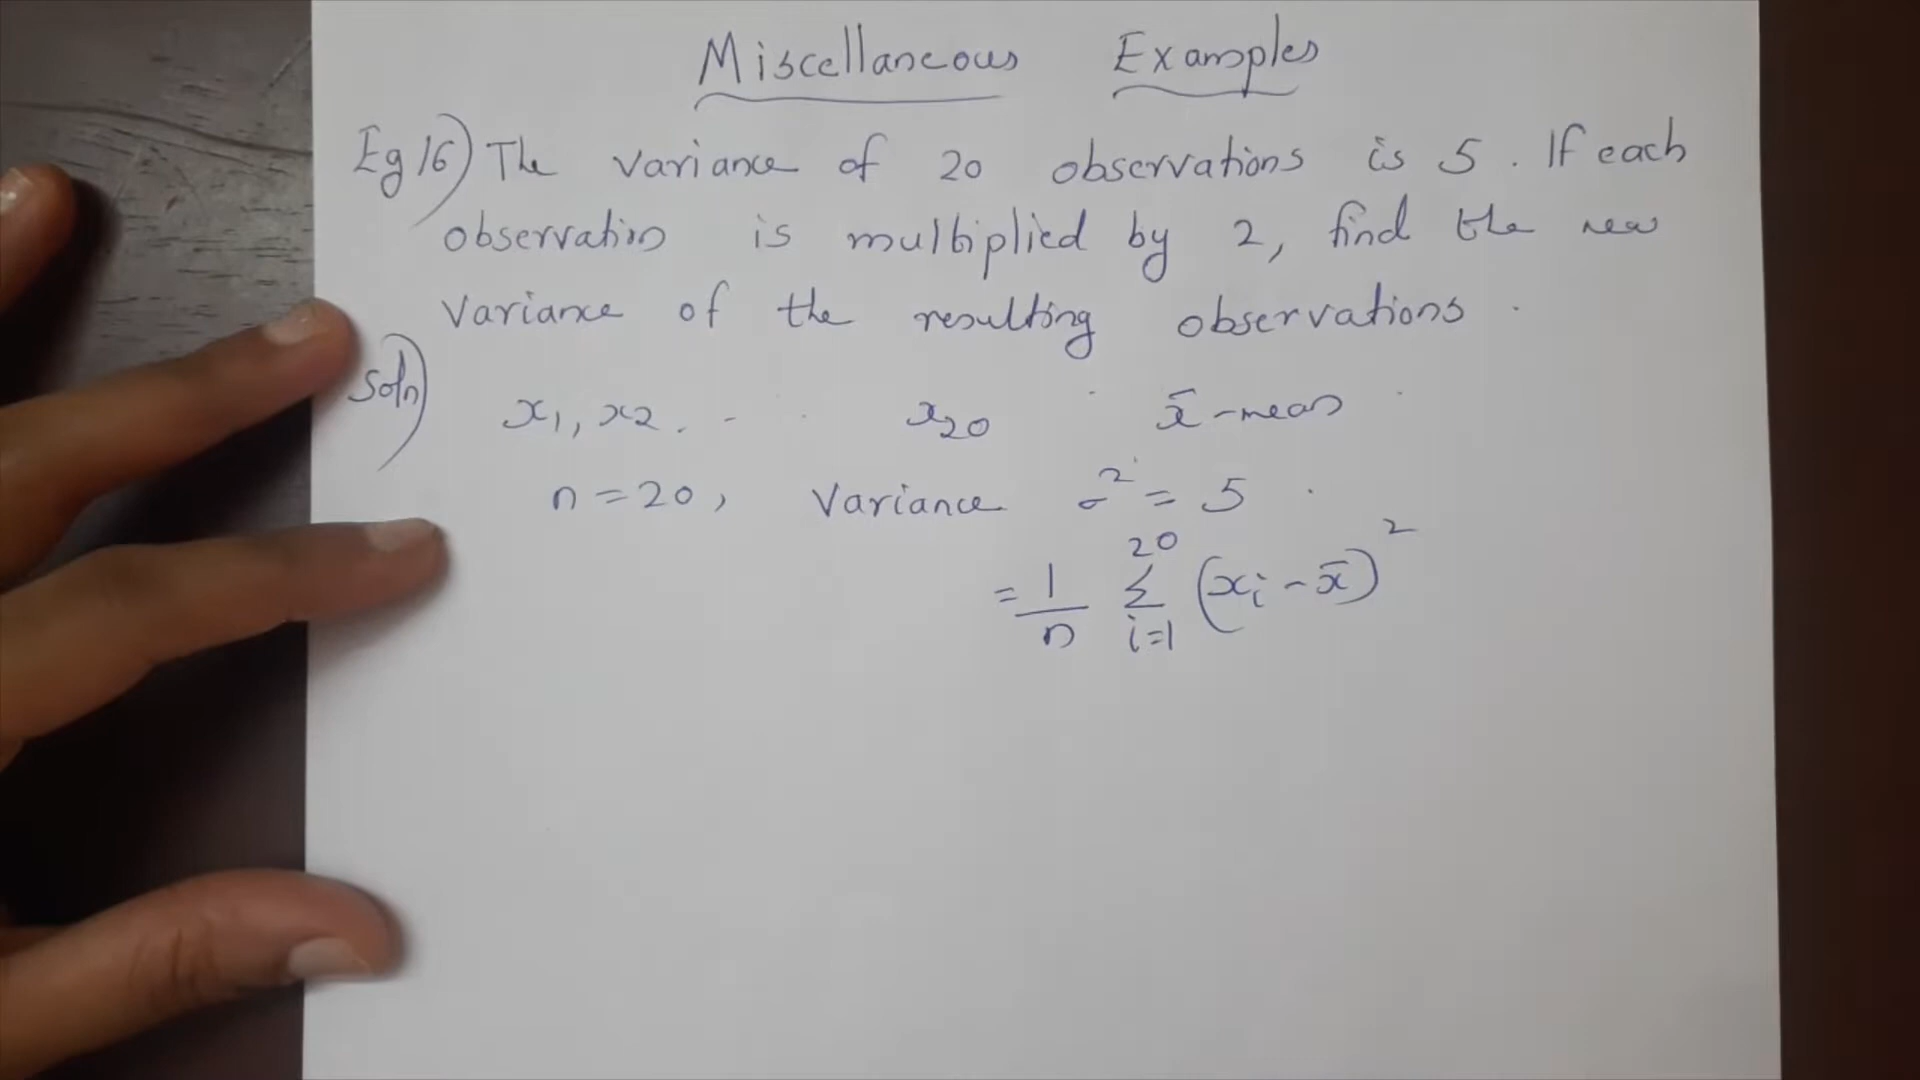 Miscellaneous Examples
Eg 16) The variance of 20 observations is 5. If each
observation is multiplied by 2, find the new
variance of the resulting observations.
Soln) x₁, x₂, - . . x₂₀ x̄ - mean
n = 20, Variance σ² = 5
= 1/n Σ_{i=1}^{20} (xᵢ - x̄)²